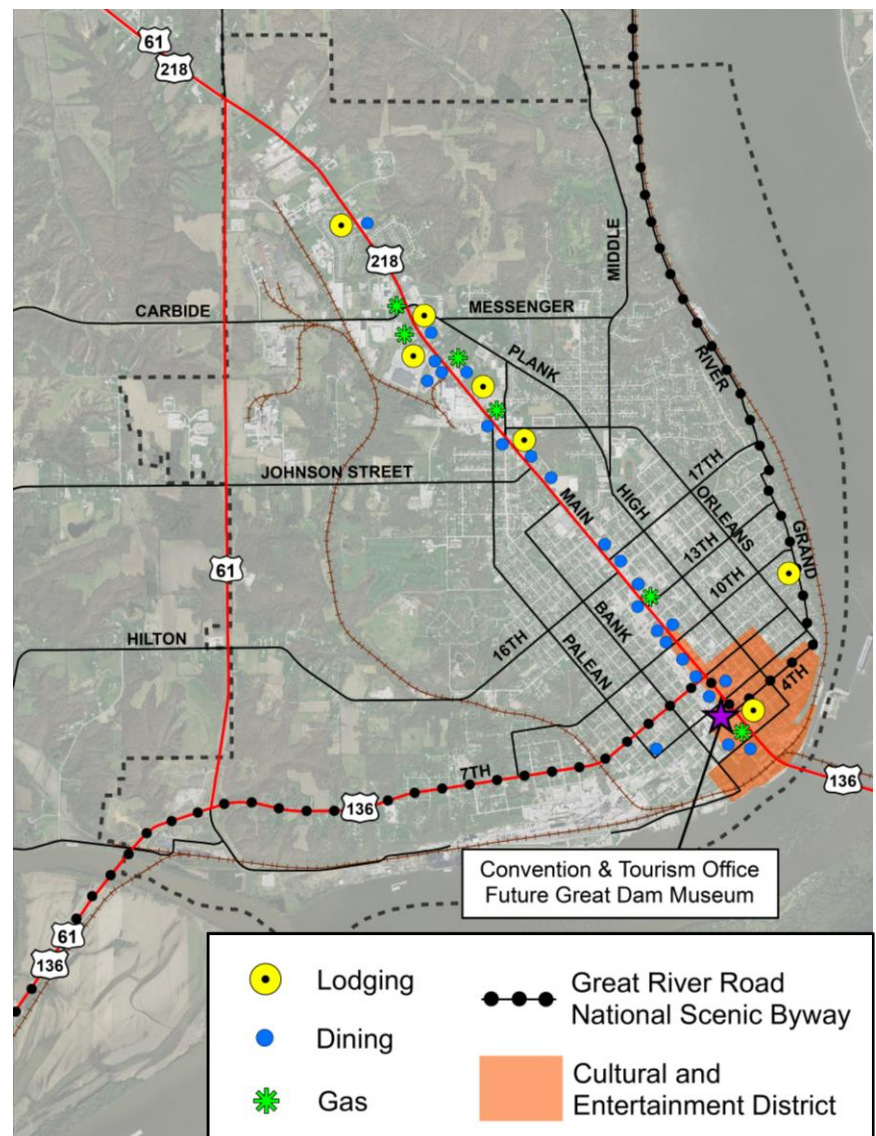 61
218
218
CARBIDE
MESSENGER
MIDDLE
PLANK
RIVER
JOHNSON STREET
MAIN
HIGH
17TH
ORLEANS
GRAND
13TH
10TH
61
BANK
PALEAN
16TH
HILTON
4TH
7TH
136
136
Convention & Tourism Office
Future Great Dam Museum
61
136
Lodging
Dining
Gas
Great River Road
National Scenic Byway
Cultural and
Entertainment District